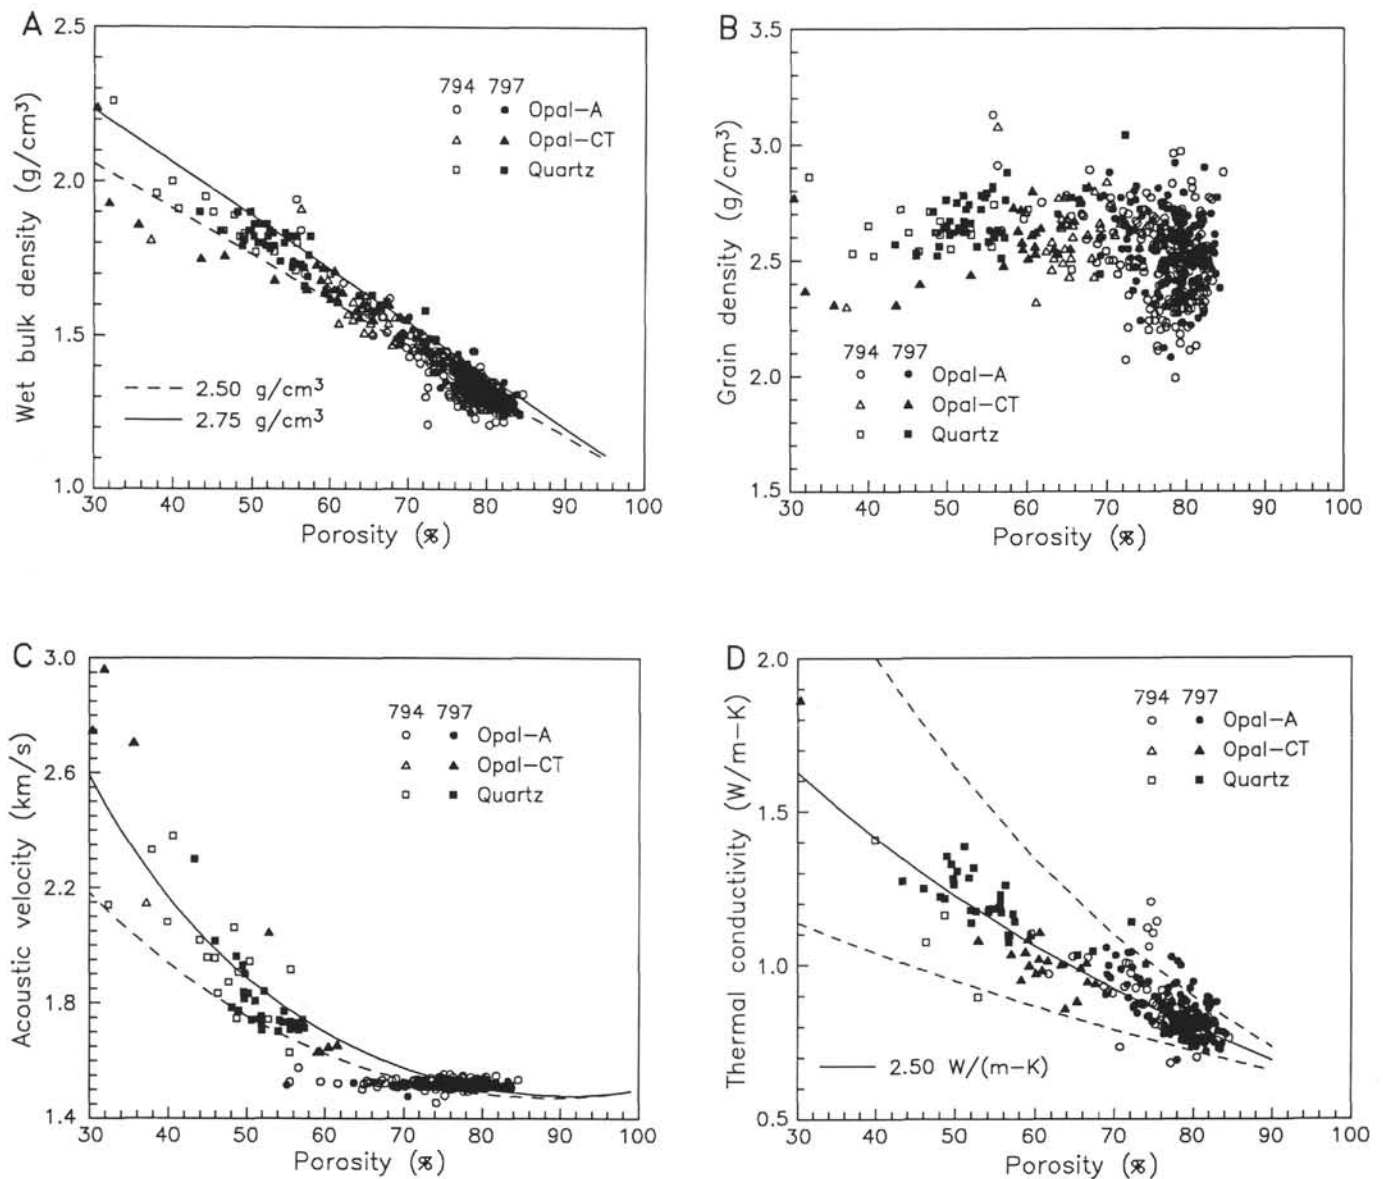 A
2.5
2.0
1.5
1.0
Wet bulk density (g/cm³)
794 797
Opal–A
Opal–CT
Quartz
2.50 g/cm³
2.75 g/cm³
30 40 50 60 70 80 90 100
Porosity (%)
B
3.5
3.0
2.5
2.0
1.5
Grain density (g/cm³)
794 797
Opal–A
Opal–CT
Quartz
30 40 50 60 70 80 90 100
Porosity (%)
C
3.0
2.6
2.2
1.8
1.4
Acoustic velocity (km/s)
794 797
Opal–A
Opal–CT
Quartz
30 40 50 60 70 80 90 100
Porosity (%)
D
2.0
1.5
1.0
0.5
Thermal conductivity (W/m–K)
794 797
Opal–A
Opal–CT
Quartz
2.50 W/(m–K)
30 40 50 60 70 80 90 100
Porosity (%)